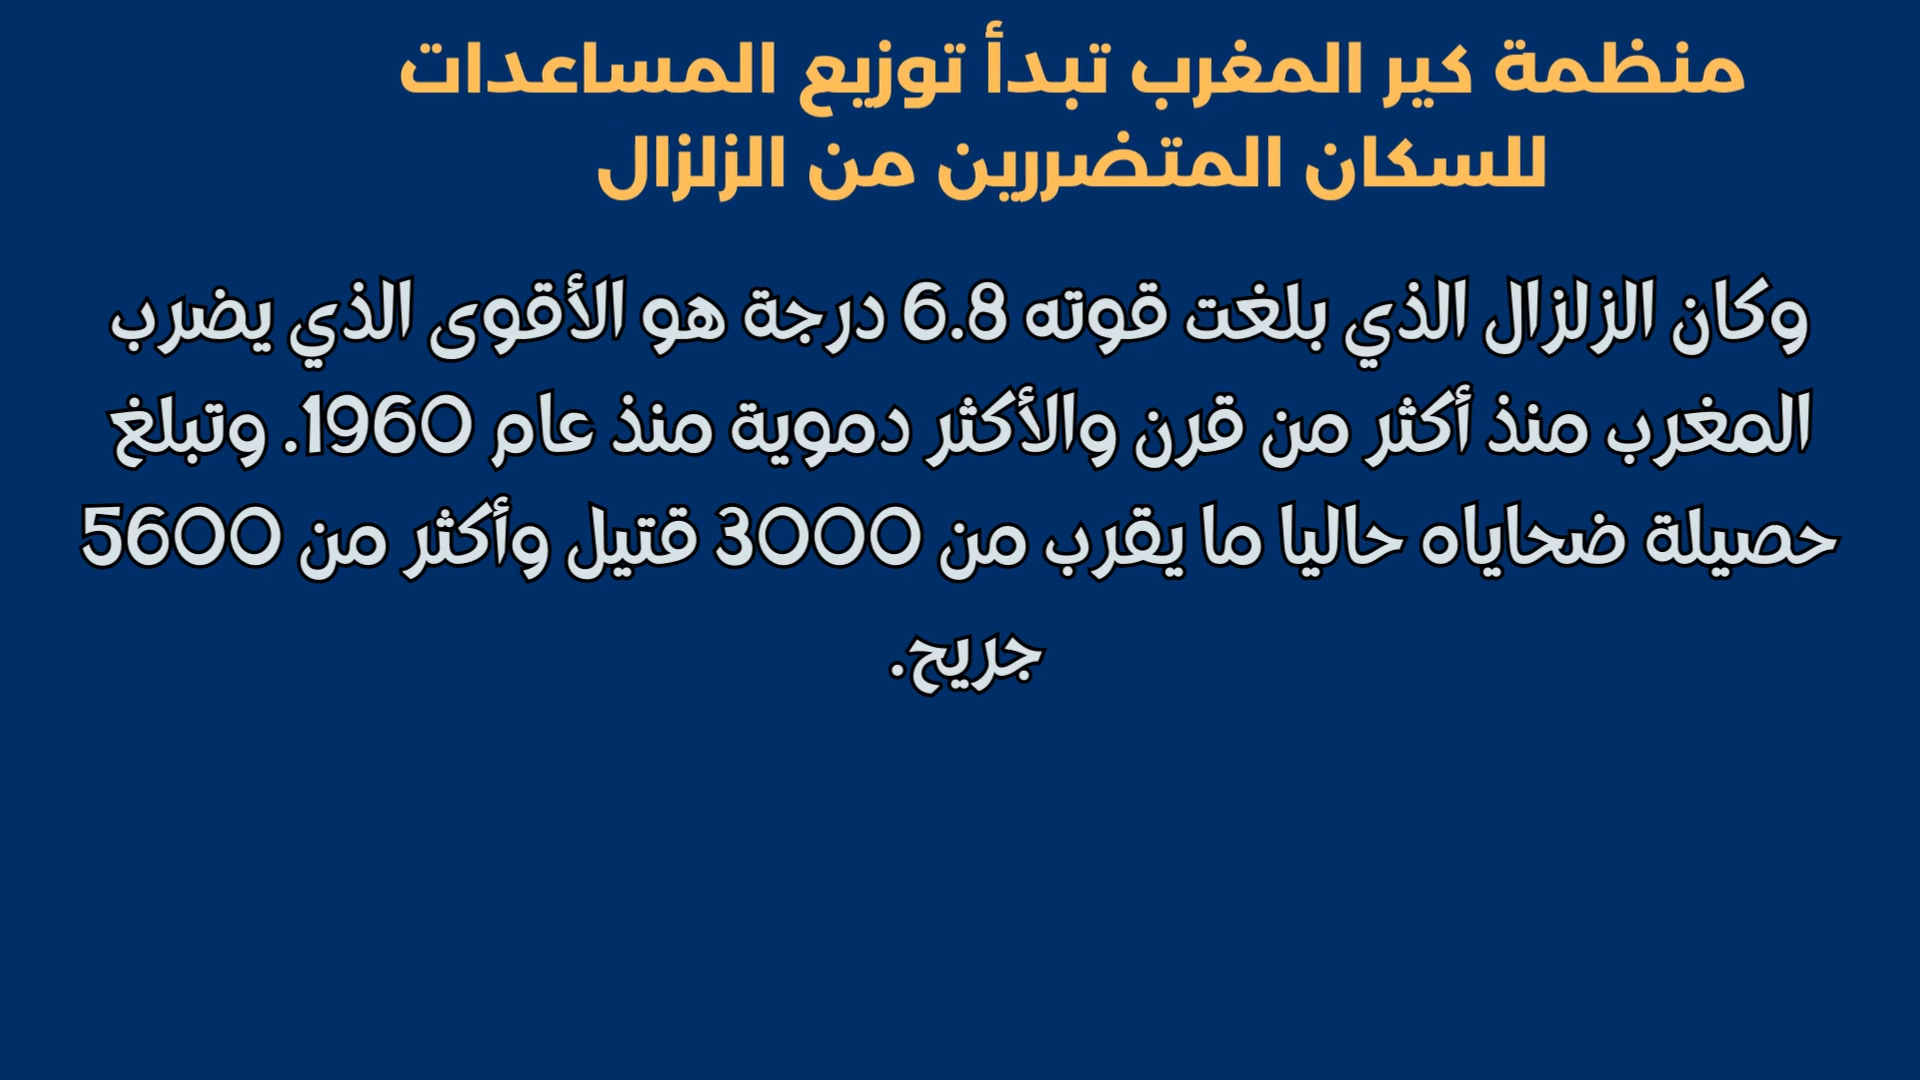 منظمة كير المغرب تبدأ توزيع المساعدات
للسكان المتضررين من الزلزال
وكان الزلزال الذي بلغت قوته 6.8 درجة هو الأقوى الذي يضرب
المغرب منذ أكثر من قرن والأكثر دموية منذ عام 1960. وتبلغ
حصيلة ضحاياه حاليا ما يقرب من 3000 قتيل وأكثر من 5600
جريح.